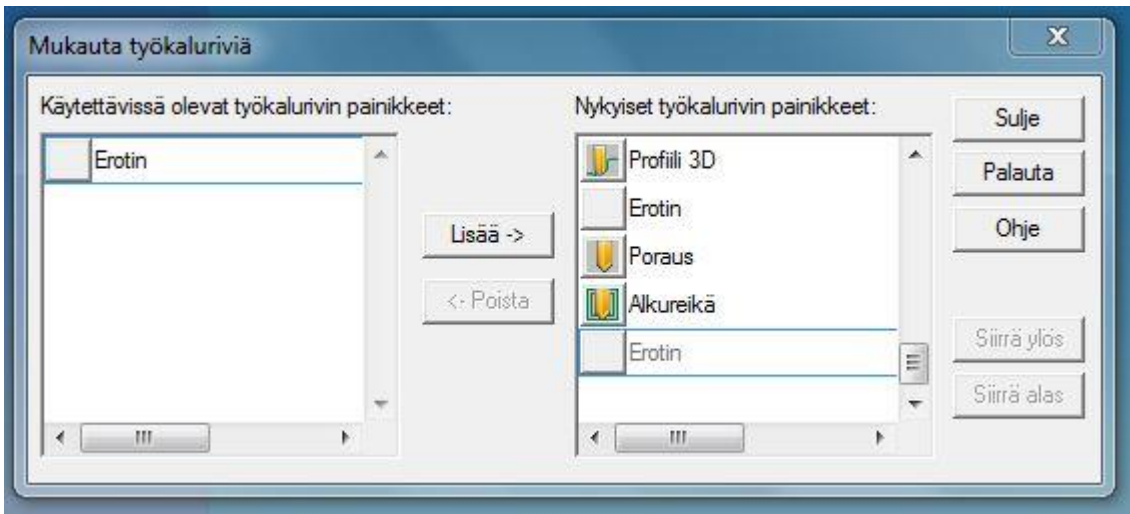 Mukauta työkaluriviä
Käytettävissä olevat työkalurivin painikkeet:
Erotin
Lisää ->
<- Poista
Nykyiset työkalurivin painikkeet:
Profiili 3D
Erotin
Poraus
Alkureikä
Erotin
Sulje
Palauta
Ohje
Siirrä ylös
Siirrä alas